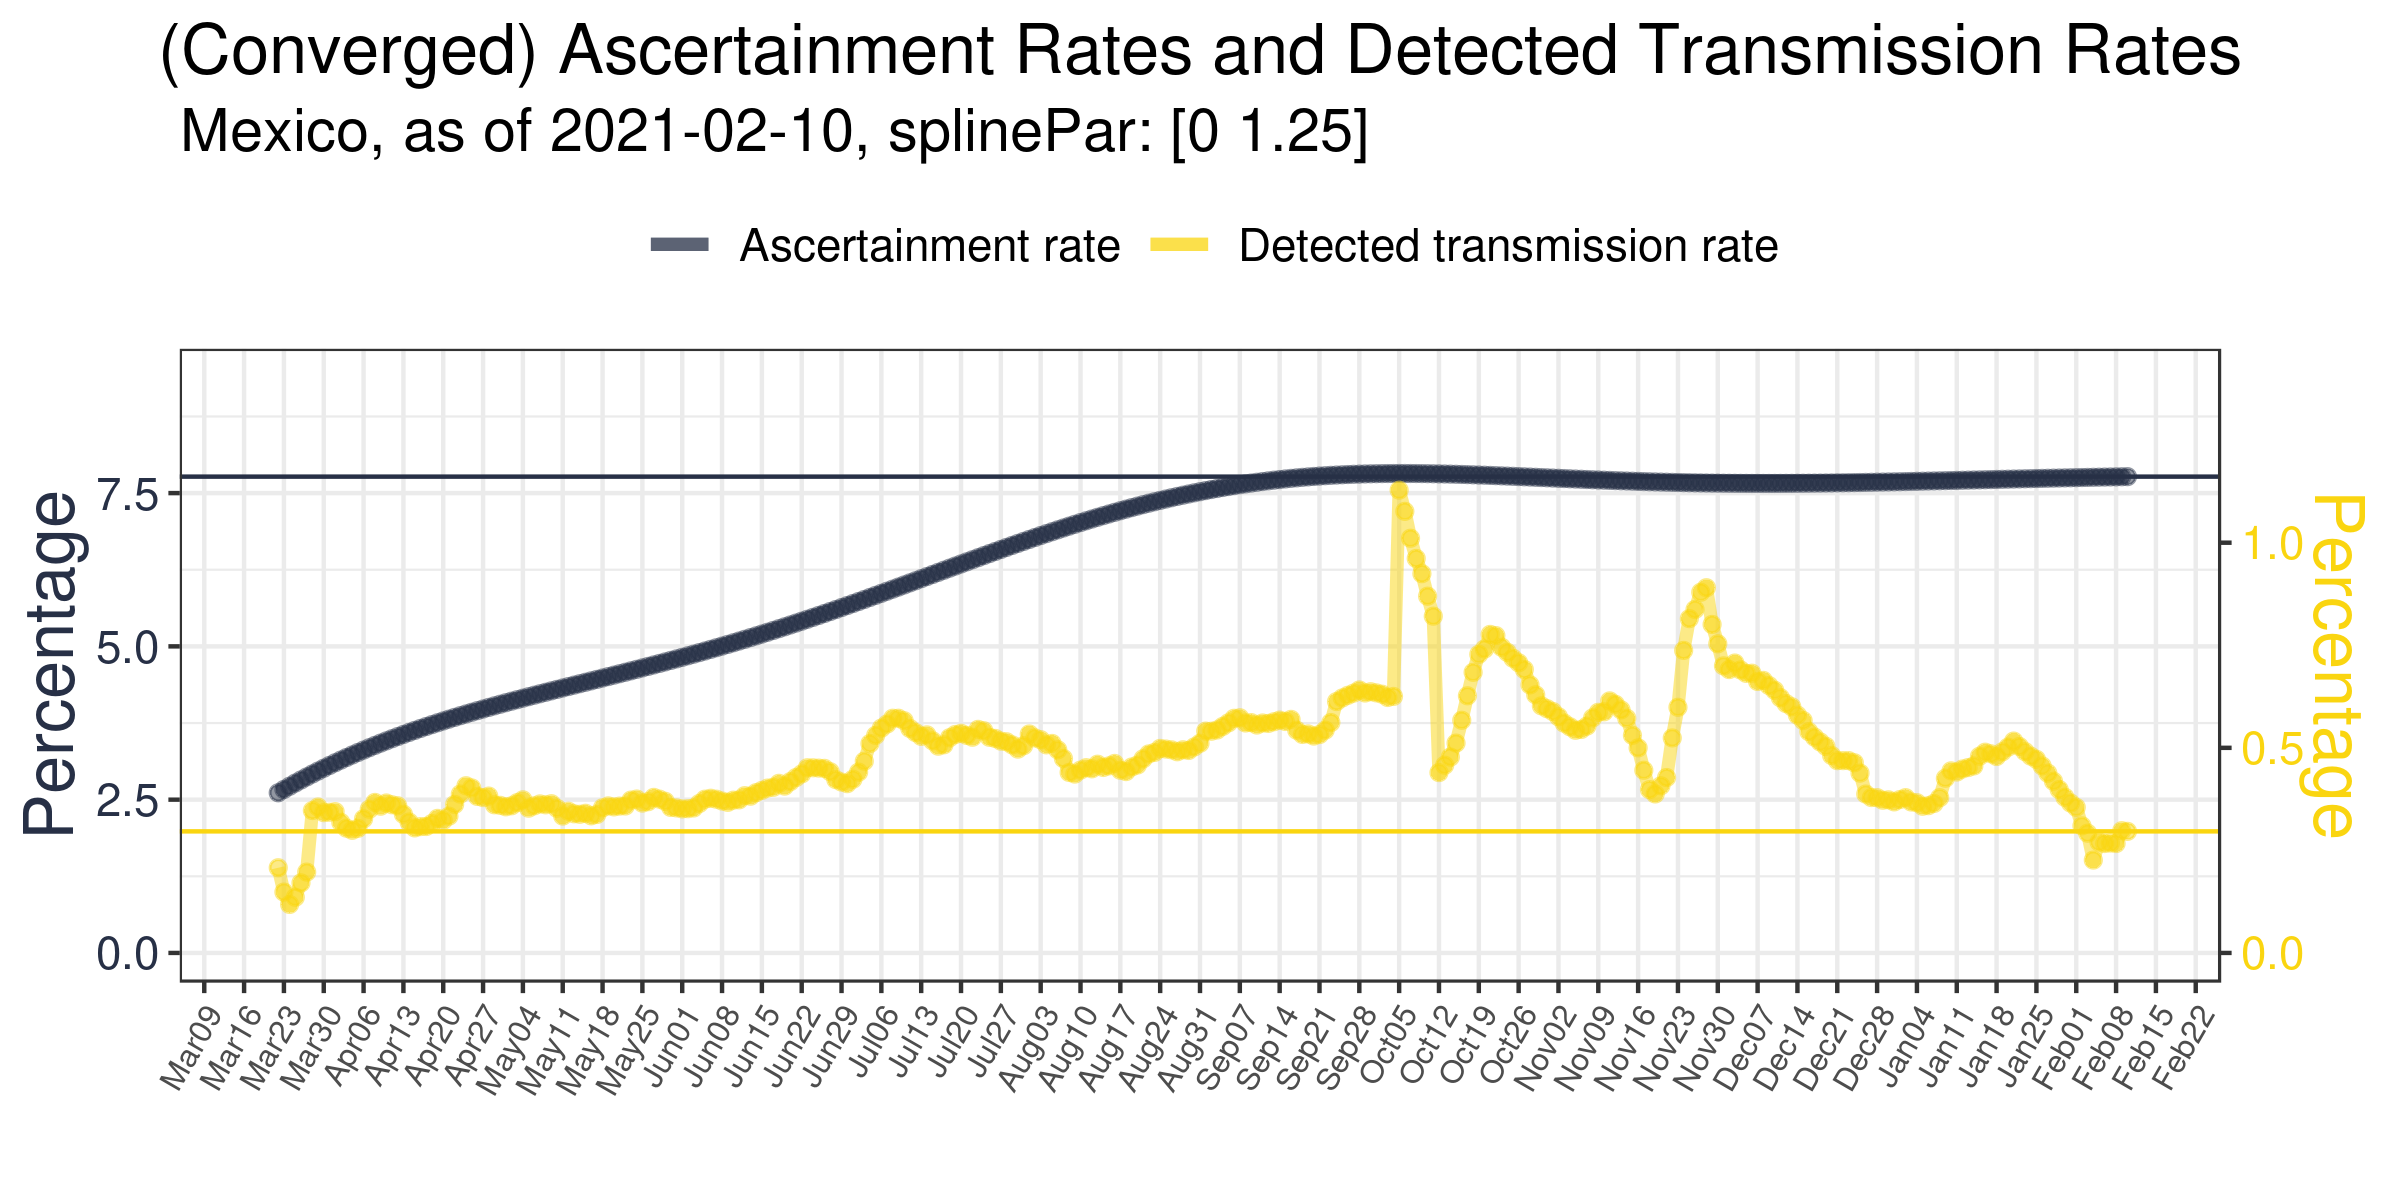 (Converged) Ascertainment Rates and Detected Transmission Rates
Mexico, as of 2021-02-10, splinePar: [0 1.25]
Ascertainment rate
Detected transmission rate
Percentage
7.5
5.0
2.5
0.0
1.0
0.5
0.0
Percentage
Mar09
Mar16
Mar23
Mar30
Apr06
Apr13
Apr20
Apr27
May04
May11
May18
May25
Jun01
Jun08
Jun15
Jun22
Jun29
Jul06
Jul13
Jul20
Jul27
Aug03
Aug10
Aug17
Aug24
Aug31
Sep07
Sep14
Sep21
Sep28
Oct05
Oct12
Oct19
Oct26
Nov02
Nov09
Nov16
Nov23
Nov30
Dec07
Dec14
Dec21
Dec28
Jan04
Jan11
Jan18
Jan25
Feb01
Feb08
Feb15
Feb22